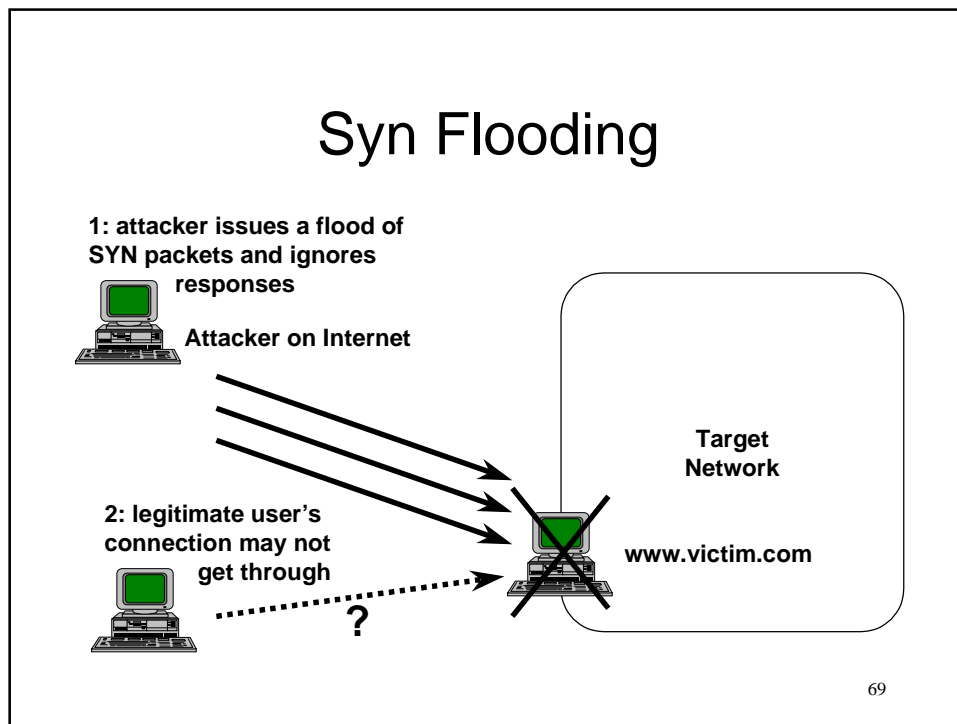 Syn Flooding
1: attacker issues a flood of
SYN packets and ignores
responses
Attacker on Internet
Target
Network
2: legitimate user's
connection may not
get through
www.victim.com
?
69